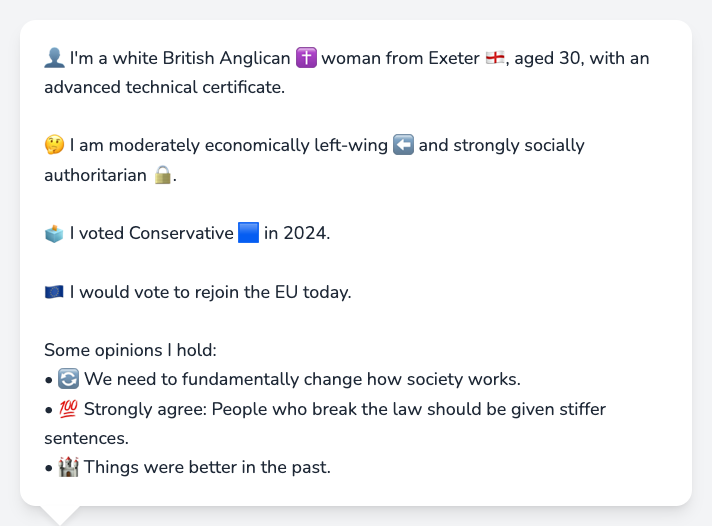 👤 I'm a white British Anglican ✝️ woman from Exeter 🏴󠁧󠁢󠁥󠁮󠁧󠁿, aged 30, with an
advanced technical certificate.
🤔 I am moderately economically left-wing ⬅️ and strongly socially
authoritarian 🔒.
🗳️ I voted Conservative 🟦 in 2024.
🇪🇺 I would vote to rejoin the EU today.
Some opinions I hold:
• 🔄 We need to fundamentally change how society works.
• 💯 Strongly agree: People who break the law should be given stiffer
sentences.
• 🏰 Things were better in the past.